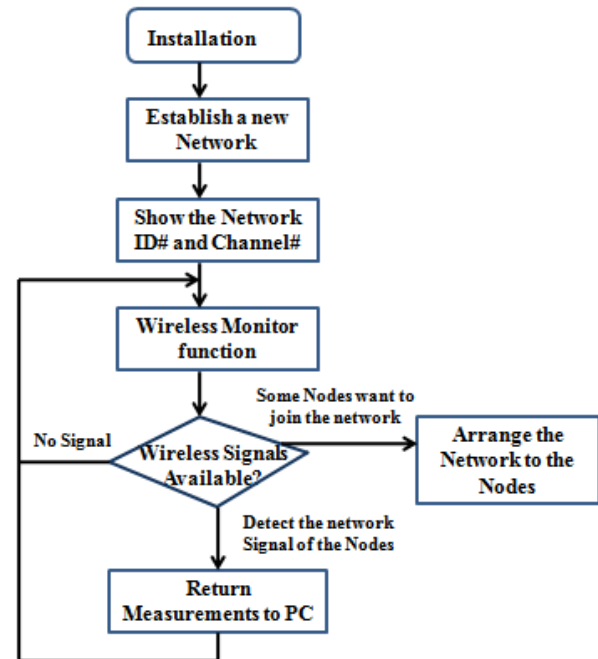 Installation
Establish a new
Network
Show the Network
ID# and Channel#
Wireless Monitor
function
Some Nodes want to
join the network
No Signal
Wireless Signals
Available?
Arrange the
Network to the
Nodes
Detect the network
Signal of the Nodes
Return
Measurements to PC